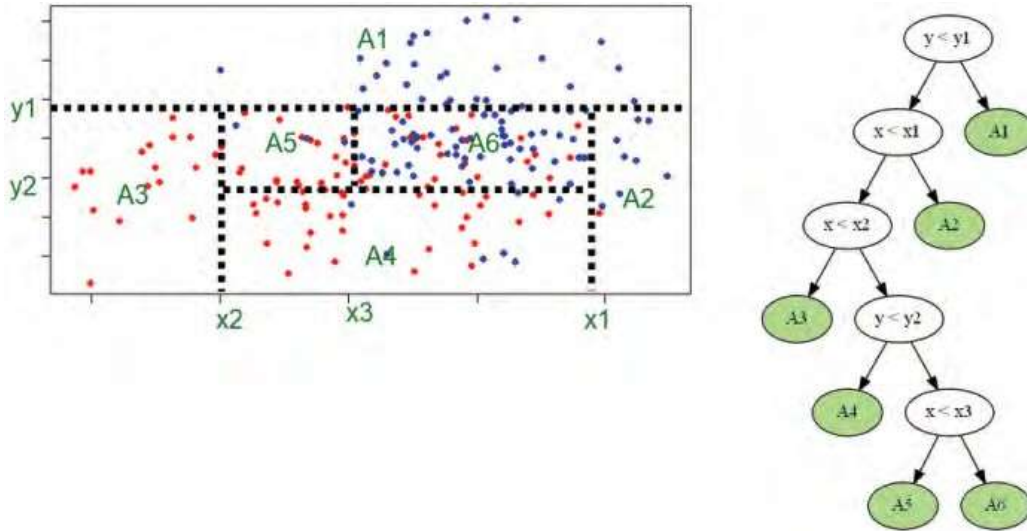 A1
y1
A5
A6
y2
A3
A2
A4
x2
x3
x1
y < y1
x < x1
A1
x < x2
A2
A3
y < y2
A4
x < x3
A5
A6